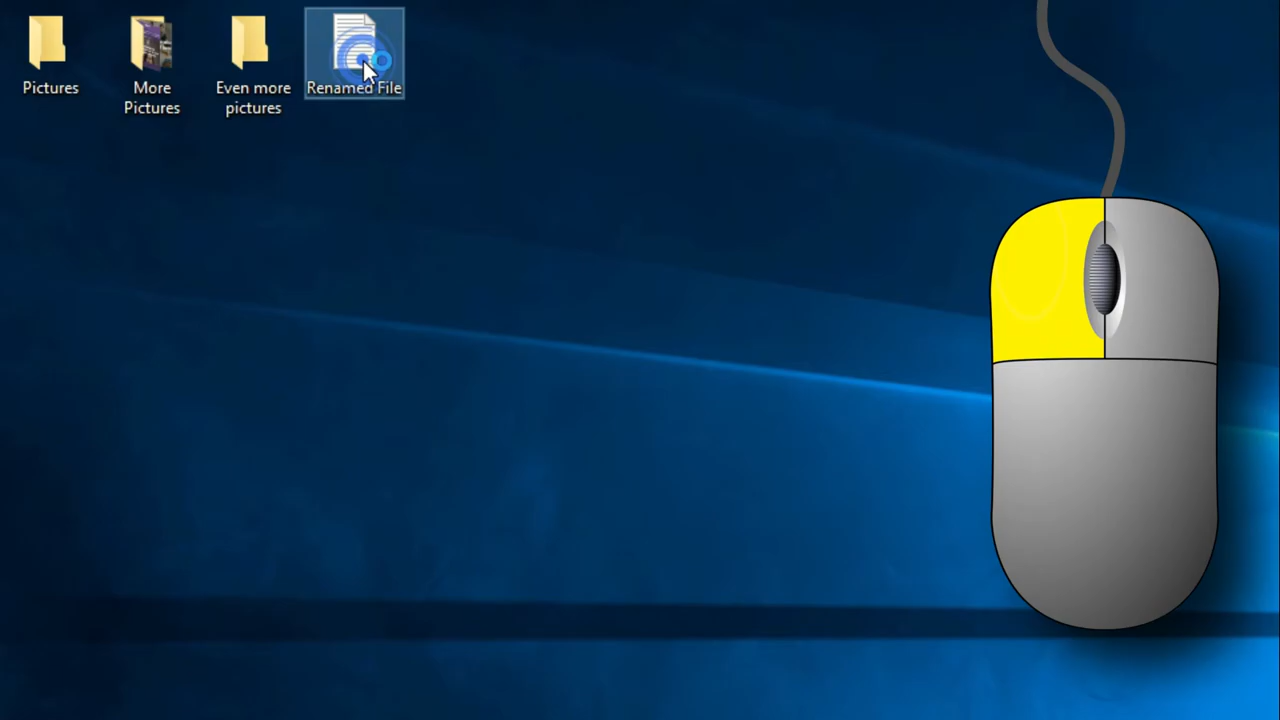 Pictures
More
Pictures
Even more
pictures
Renamed File